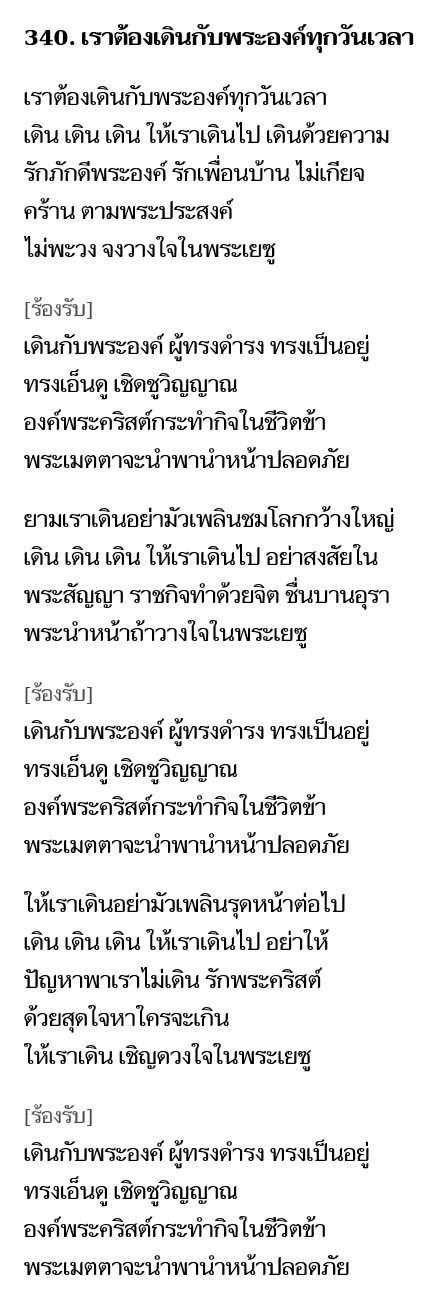 340. เราต้องเดินกับพระองค์ทุกวันเวลา
เราต้องเดินกับพระองค์ทุกวันเวลา
เดิน เดิน เดิน ให้เราเดินไป เดินด้วยความ
รักภักดีพระองค์ รักเพื่อนบ้าน ไม่เกียจ
คร้าน ตามพระประสงค์
ไม่พะวง จงวางใจในพระเยซู
[ร้องรับ]
เดินกับพระองค์ ผู้ทรงดำรง ทรงเป็นอยู่
ทรงเอ็นดู เชิดชูวิญญาณ
องค์พระคริสต์กระทำกิจในชีวิตข้า
พระเมตตาจะนำพานำหน้าปลอดภัย
ยามเราเดินอย่ามัวเพลินชมโลกกว้างใหญ่
เดิน เดิน เดิน ให้เราเดินไป อย่าสงสัยใน
พระสัญญา ราชกิจทำด้วยจิต ชื่นบานอุรา
พระนำหน้าถ้าวางใจในพระเยซู
[ร้องรับ]
เดินกับพระองค์ ผู้ทรงดำรง ทรงเป็นอยู่
ทรงเอ็นดู เชิดชูวิญญาณ
องค์พระคริสต์กระทำกิจในชีวิตข้า
พระเมตตาจะนำพานำหน้าปลอดภัย
ให้เราเดินอย่ามัวเพลินรุดหน้าต่อไป
เดิน เดิน เดิน ให้เราเดินไป อย่าให้
ปัญหาพาเราไม่เดิน รักพระคริสต์
ด้วยสุดใจหาใครจะเกิน
ให้เราเดิน เชิญดวงใจในพระเยซู
[ร้องรับ]
เดินกับพระองค์ ผู้ทรงดำรง ทรงเป็นอยู่
ทรงเอ็นดู เชิดชูวิญญาณ
องค์พระคริสต์กระทำกิจในชีวิตข้า
พระเมตตาจะนำพานำหน้าปลอดภัย